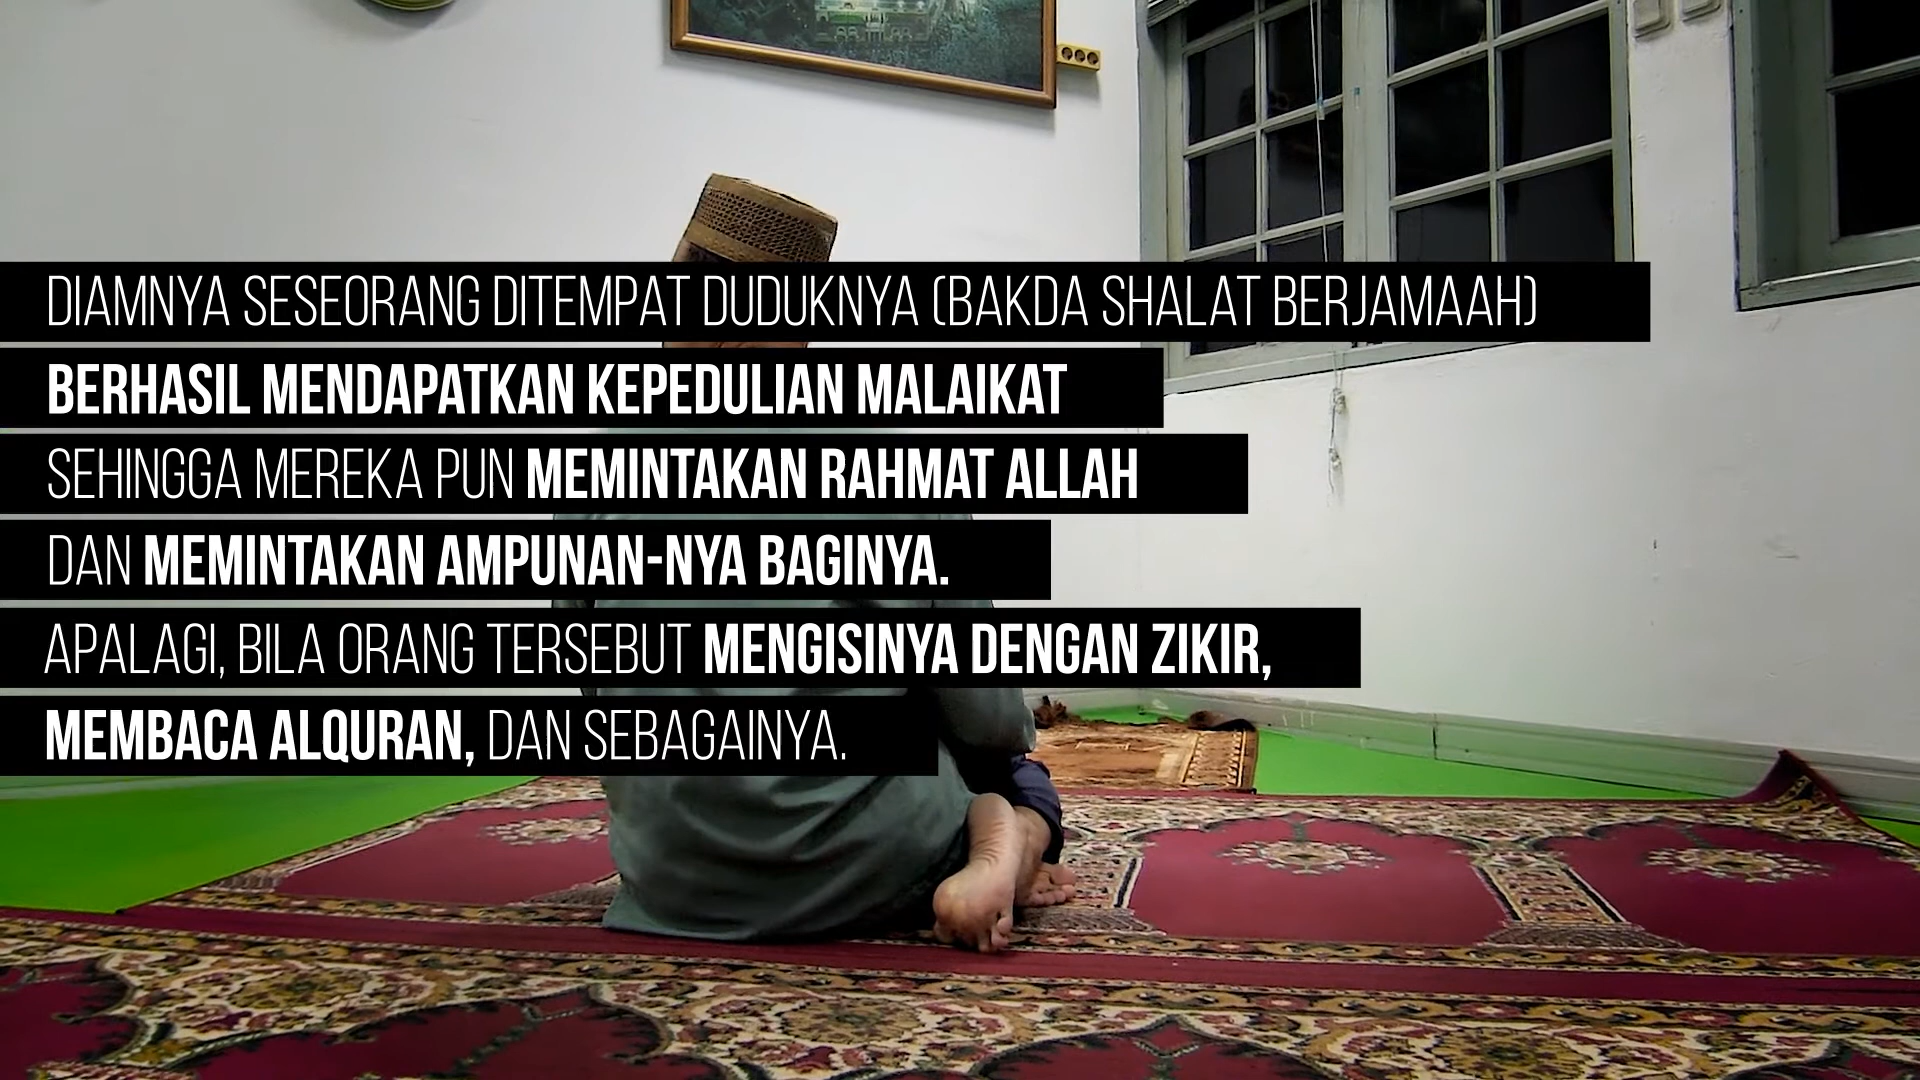 DIAMNYA SESEORANG DITEMPAT DUDUKNYA (BAKDA SHALAT BERJAMAAH)
BERHASIL MENDAPATKAN KEPEDULIAN MALAIKAT
SEHINGGA MEREKA PUN MEMINTAKAN RAHMAT ALLAH
DAN MEMINTAKAN AMPUNAN-NYA BAGINYA.
APALAGI, BILA ORANG TERSEBUT MENGISINYA DENGAN ZIKIR,
MEMBACA ALQURAN, DAN SEBAGAINYA.